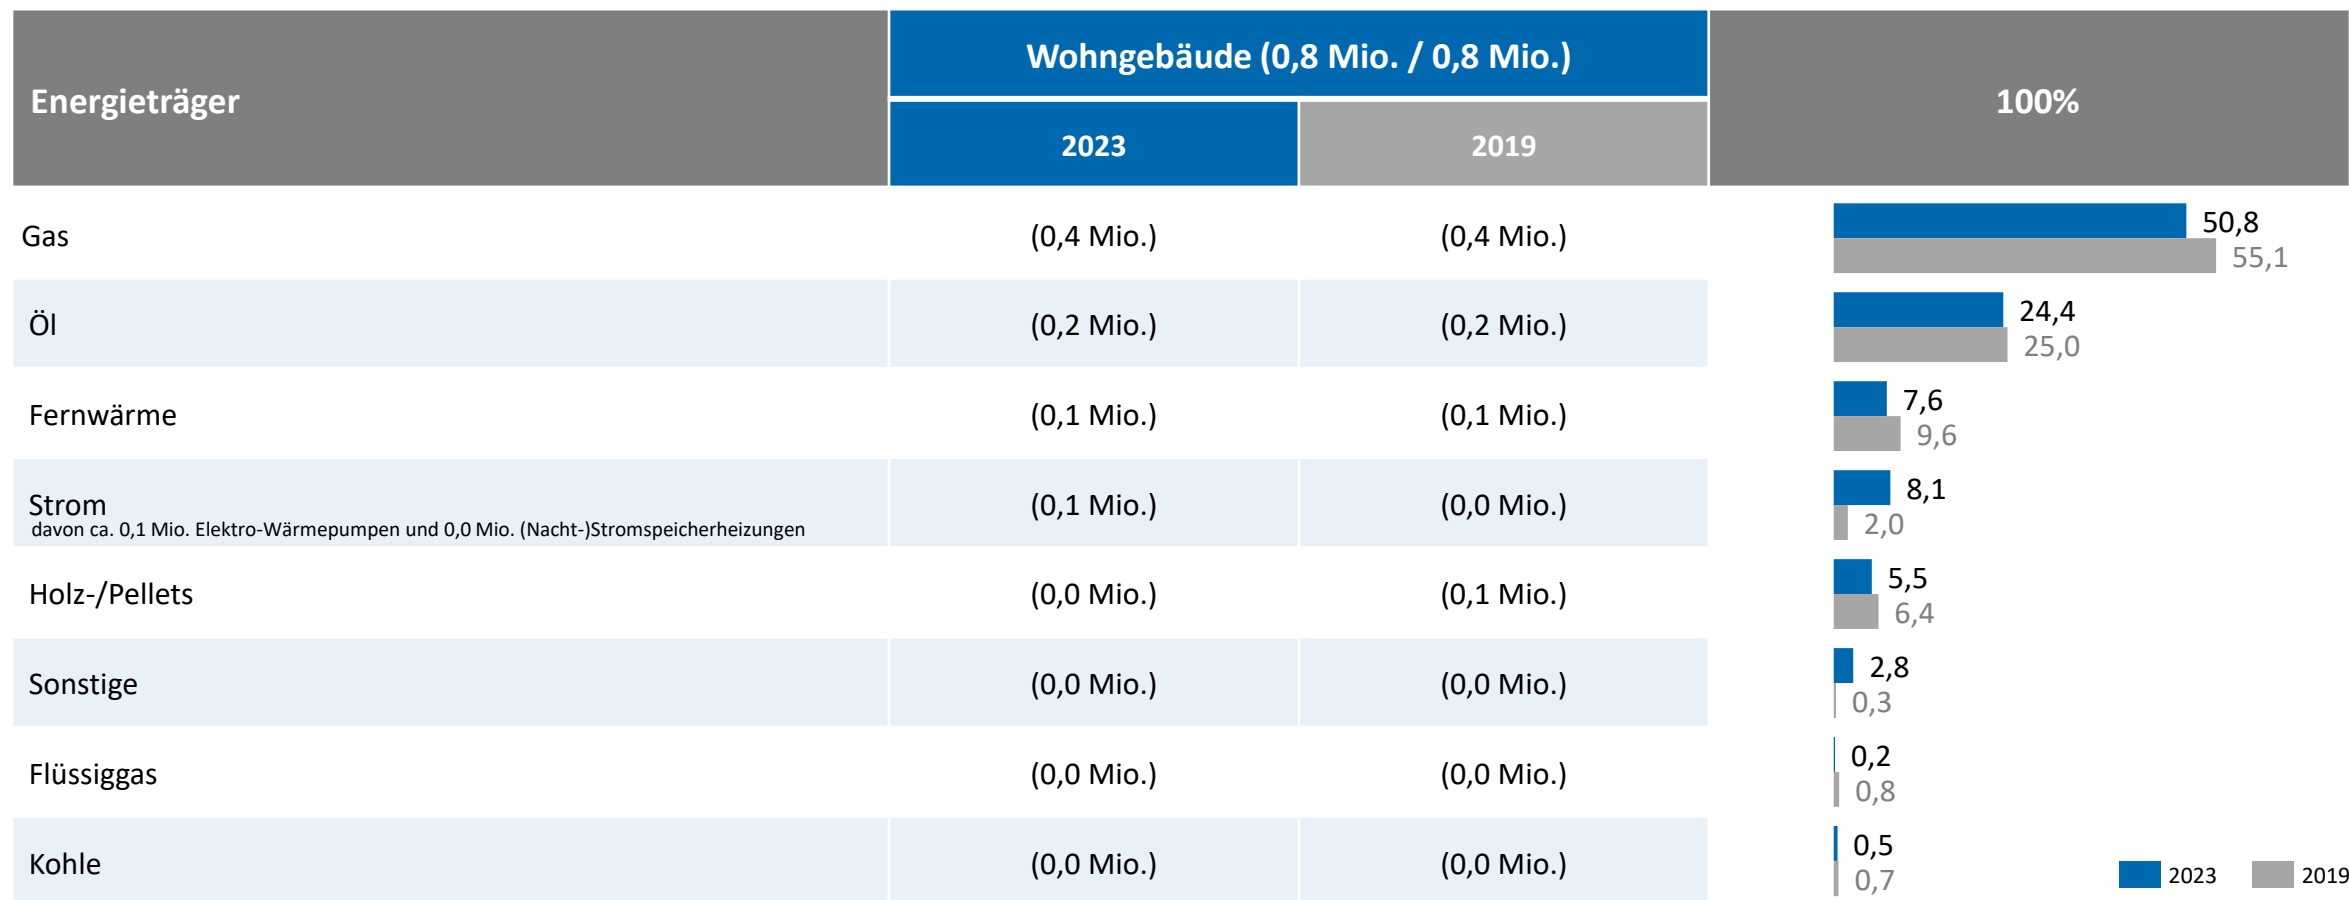 Energieträger
Wohngebäude (0,8 Mio. / 0,8 Mio.)
2023
2019
100%
Gas
(0,4 Mio.)
(0,4 Mio.)
50,8
55,1
Öl
(0,2 Mio.)
(0,2 Mio.)
24,4
25,0
Fernwärme
(0,1 Mio.)
(0,1 Mio.)
7,6
9,6
Strom
davon ca. 0,1 Mio. Elektro-Wärmepumpen und 0,0 Mio. (Nacht-)Stromspeicherheizungen
(0,1 Mio.)
(0,0 Mio.)
8,1
2,0
Holz-/Pellets
(0,0 Mio.)
(0,1 Mio.)
5,5
6,4
Sonstige
(0,0 Mio.)
(0,0 Mio.)
2,8
0,3
Flüssiggas
(0,0 Mio.)
(0,0 Mio.)
0,2
0,8
Kohle
(0,0 Mio.)
(0,0 Mio.)
0,5
0,7
2023
2019